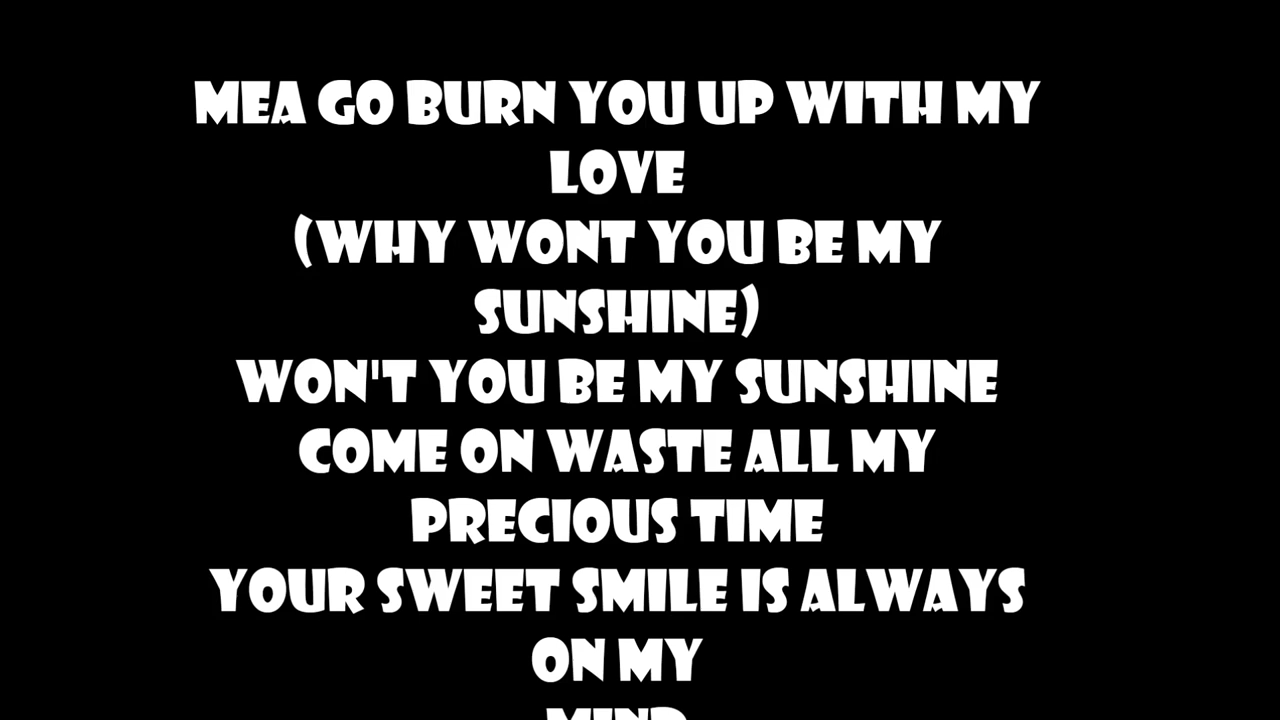 MEA GO BURN YOU UP WITH MY
LOVE
(WHY WONT YOU BE MY
SUNSHINE)
WON'T YOU BE MY SUNSHINE
COME ON WASTE ALL MY
PRECIOUS TIME
YOUR SWEET SMILE IS ALWAYS
ON MY
MIND